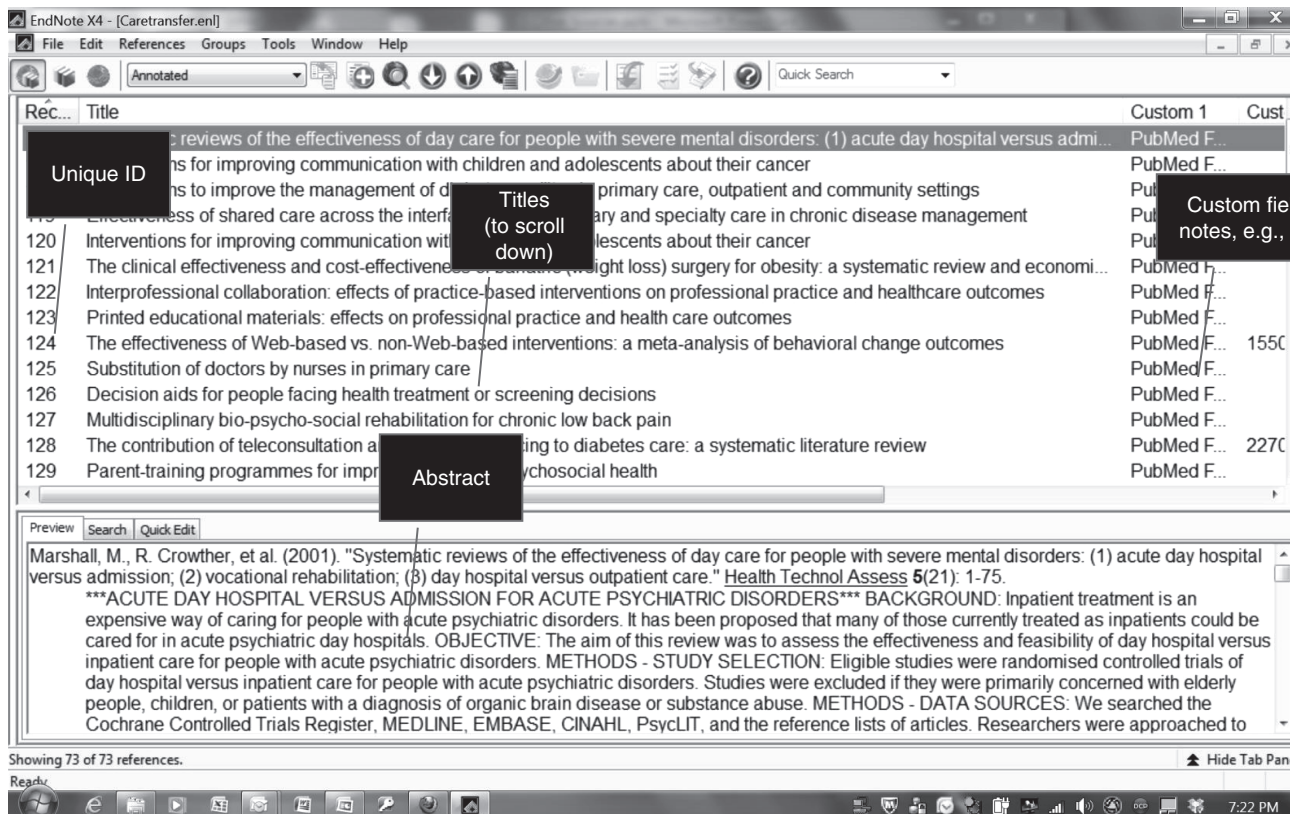 EndNote X4 - [Caretransfer.enl]
File Edit References Groups Tools Window Help
Annotated
Quick Search
Rec... Title Custom 1 Cust
reviews of the effectiveness of day care for people with severe mental disorders: (1) acute day hospital versus admi... PubMed F...
Unique ID
for improving communication with children and adolescents about their cancer PubMed F...
to improve the management of primary care, outpatient and community settings
Titles
(to scroll
down)
Custom
notes, e.g.,
of shared care across the and specialty care in chronic disease management
120 Interventions for improving communication about their cancer
121 The clinical effectiveness and (weight loss) surgery for obesity: a systematic review and economi... PubMed F...
122 Interprofessional collaboration: effects of practice-based interventions on professional practice and healthcare outcomes PubMed F...
123 Printed educational materials: effects on professional practice and health care outcomes PubMed F...
124 The effectiveness of Web-based vs. non-Web-based interventions: a meta-analysis of behavioral change outcomes PubMed F... 1550
125 Substitution of doctors by nurses in primary care PubMed F...
126 Decision aids for people facing health treatment or screening decisions PubMed F...
127 Multidisciplinary bio-psycho-social rehabilitation for chronic low back pain PubMed F...
128 The contribution of teleconsultation to diabetes care: a systematic literature review PubMed F... 2270
129 Parent-training programmes for health PubMed F...
Abstract
Preview Search Quick Edit
Marshall, M., R. Crowther, et al. (2001). "Systematic reviews of the effectiveness of day care for people with severe mental disorders: (1) acute day hospital
versus admission; (2) vocational rehabilitation; (3) day hospital versus outpatient care." Health Technol Assess 5(21): 1-75.
***ACUTE DAY HOSPITAL VERSUS ADMISSION FOR ACUTE PSYCHIATRIC DISORDERS*** BACKGROUND: Inpatient treatment is an
expensive way of caring for people with acute psychiatric disorders. It has been proposed that many of those currently treated as inpatients could be
cared for in acute psychiatric day hospitals. OBJECTIVE: The aim of this review was to assess the effectiveness and feasibility of day hospital versus
inpatient care for people with acute psychiatric disorders. METHODS - STUDY SELECTION: Eligible studies were randomised controlled trials of
day hospital versus inpatient care for people with acute psychiatric disorders. Studies were excluded if they were primarily concerned with elderly
people, children, or patients with a diagnosis of organic brain disease or substance abuse. METHODS - DATA SOURCES: We searched the
Cochrane Controlled Trials Register, MEDLINE, EMBASE, CINAHL, PsycLIT, and the reference lists of articles. Researchers were approached to
Showing 73 of 73 references.
Hide Tab Pan
Ready
7:22 PM